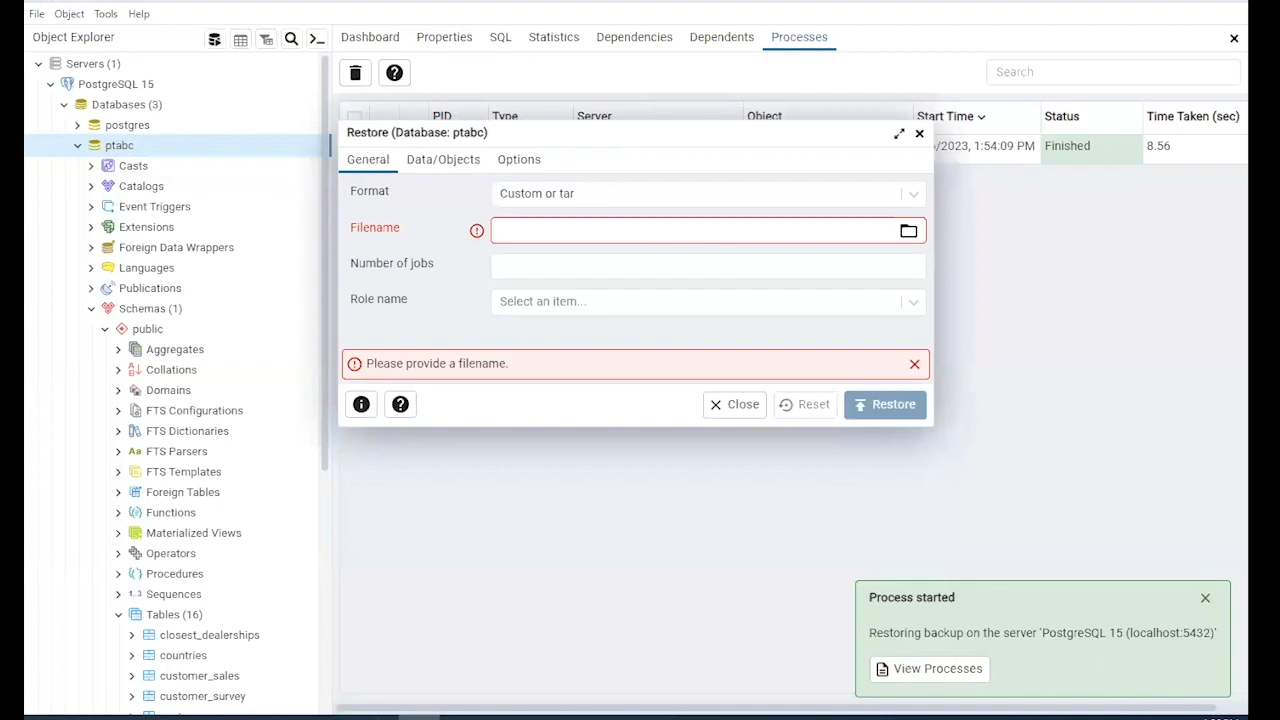 File Object Tools Help
Object Explorer
Dashboard Properties SQL Statistics Dependencies Dependents Processes
Servers (1)
PostgreSQL 15
Databases (3)
postgres
ptabc
Casts
Catalogs
Event Triggers
Extensions
Foreign Data Wrappers
Languages
Publications
Schemas (1)
public
Aggregates
Collations
Domains
FTS Configurations
FTS Dictionaries
Aa FTS Parsers
FTS Templates
Foreign Tables
Functions
Materialized Views
Operators
Procedures
1..3 Sequences
Tables (16)
closest_dealerships
countries
customer_sales
customer_survey
Search
PID Type Server Object Start Time Status Time Taken (sec)
/2023, 1:54:09 PM Finished 8.56
Restore (Database: ptabc)
General Data/Objects Options
Format Custom or tar
Filename
Number of jobs
Role name Select an item...
Please provide a filename.
Close Reset Restore
Process started
Restoring backup on the server 'PostgreSQL 15 (localhost:5432)'
View Processes